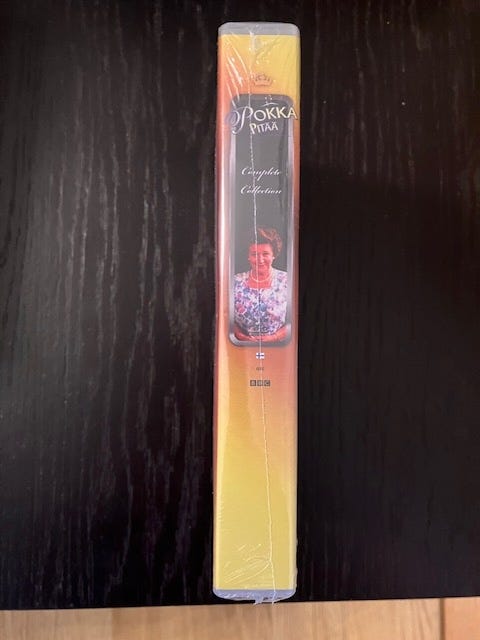 POKKA
PITÄÄ
Complete
Collection
BBC